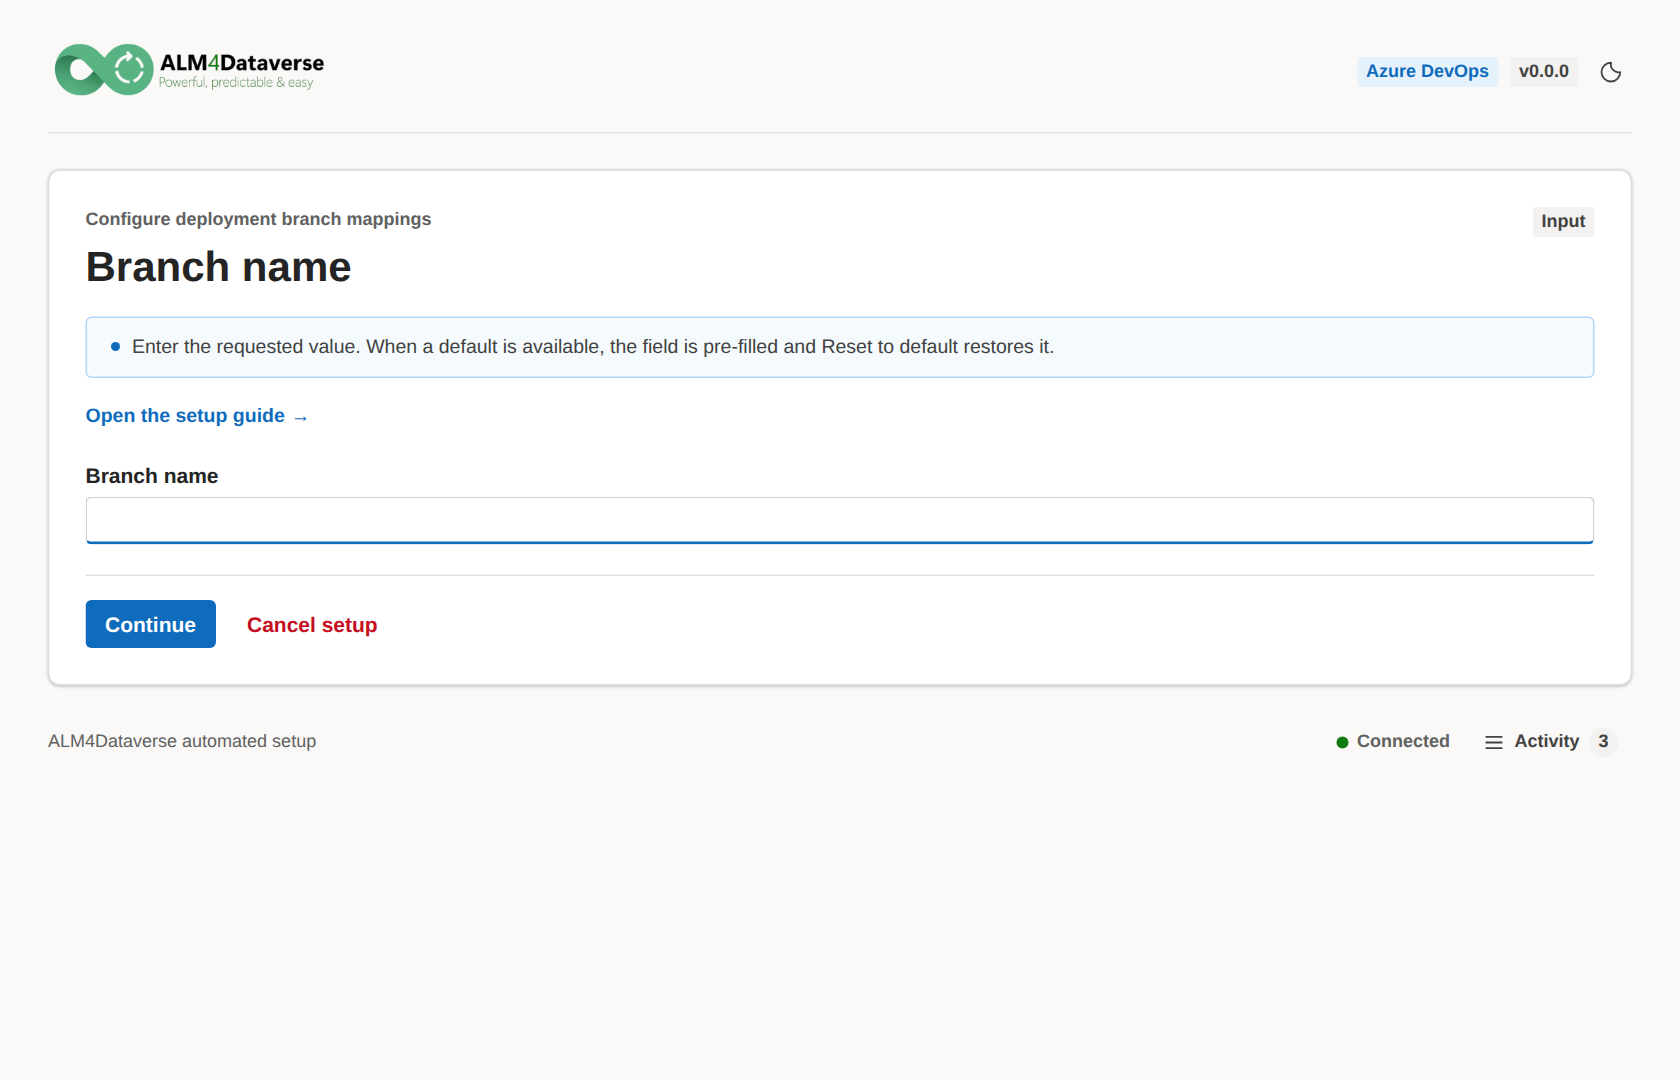 ALM4Dataverse
Powerful, predictable & easy
Azure DevOps
v0.0.0
Configure deployment branch mappings
Input
Branch name
Enter the requested value. When a default is available, the field is pre-filled and Reset to default restores it.
Open the setup guide →
Branch name
Continue
Cancel setup
ALM4Dataverse automated setup
Connected
Activity
3